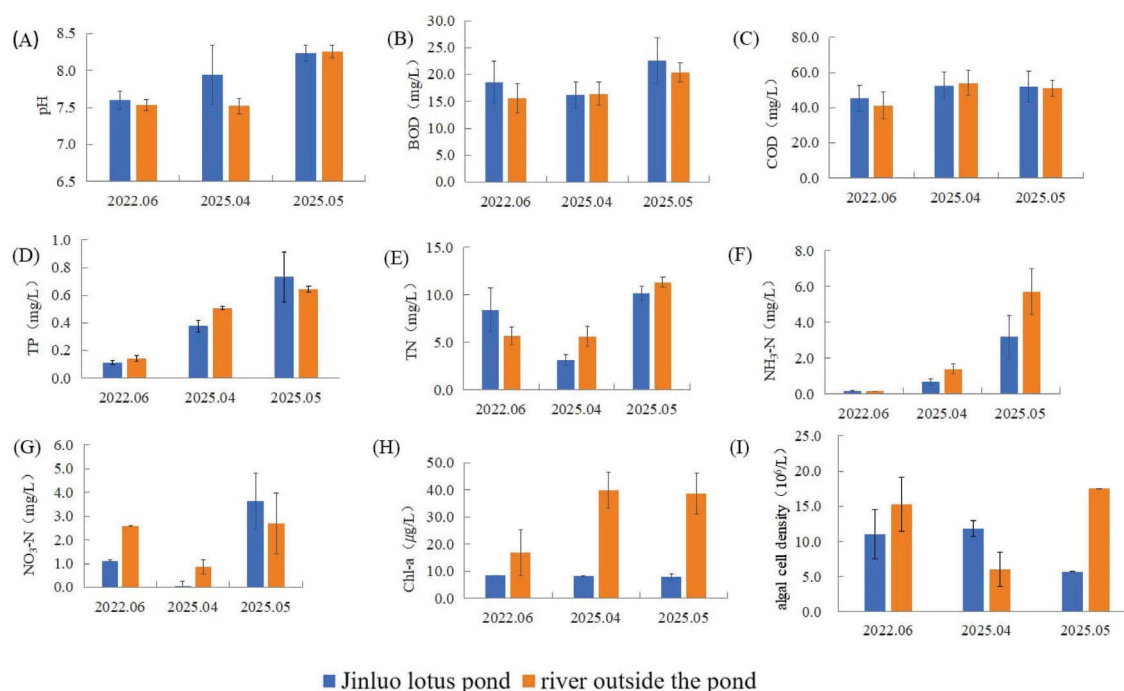 (A)
pH
8.5
8.0
7.5
7.0
6.5
2022.06 2025.04 2025.05
(B)
BOD（mg/L）
30.0
25.0
20.0
15.0
10.0
5.0
0.0
2022.06 2025.04 2025.05
(C)
COD（mg/L）
80.0
60.0
40.0
20.0
0.0
2022.06 2025.04 2025.05
(D)
TP（mg/L）
1.0
0.8
0.6
0.4
0.2
0.0
2022.06 2025.04 2025.05
(E)
TN（mg/L）
15.0
10.0
5.0
0.0
2022.06 2025.04 2025.05
(F)
NH₃-N（mg/L）
8.0
6.0
4.0
2.0
0.0
2022.06 2025.04 2025.05
(G)
NO₃-N（mg/L）
6.0
5.0
4.0
3.0
2.0
1.0
0.0
2022.06 2025.04 2025.05
(H)
Chl-a（μg/L）
50.0
40.0
30.0
20.0
10.0
0.0
2022.06 2025.04 2025.05
(I)
algal cell density（10⁶/L）
25.0
20.0
15.0
10.0
5.0
0.0
2022.06 2025.04 2025.05
Jinluo lotus pond river outside the pond